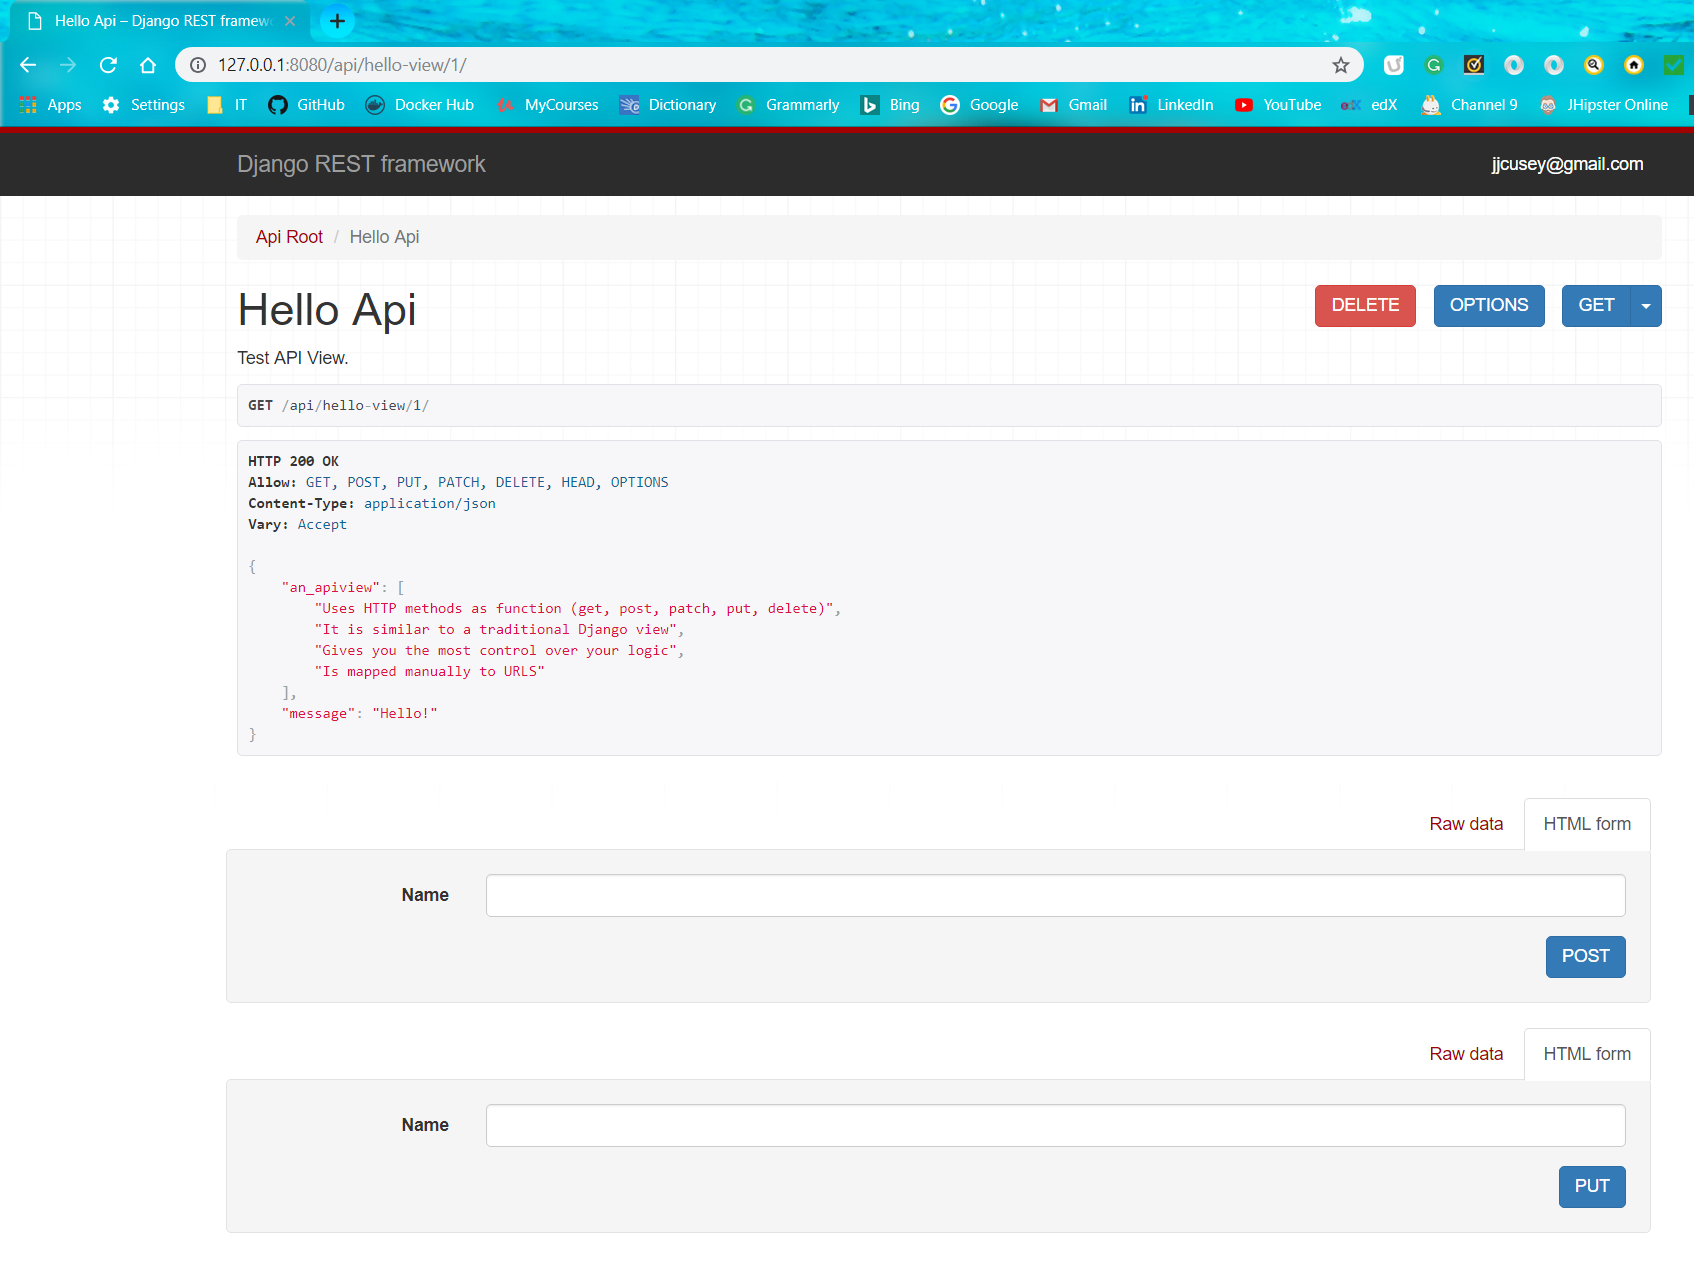 Hello Api – Django REST framew
127.0.0.1:8080/api/hello-view/1/
Apps Settings IT GitHub Docker Hub MyCourses Dictionary Grammarly Bing Google Gmail LinkedIn YouTube edX Channel 9 JHipster Online
Django REST framework jjcusey@gmail.com
Api Root / Hello Api
Hello Api DELETE OPTIONS GET
Test API View.
GET /api/hello-view/1/
HTTP 200 OK
Allow: GET, POST, PUT, PATCH, DELETE, HEAD, OPTIONS
Content-Type: application/json
Vary: Accept
{
    "an_apiview": [
        "Uses HTTP methods as function (get, post, patch, put, delete)",
        "It is similar to a traditional Django view",
        "Gives you the most control over your logic",
        "Is mapped manually to URLS"
    ],
    "message": "Hello!"
}
Raw data HTML form
Name
POST
Raw data HTML form
Name
PUT